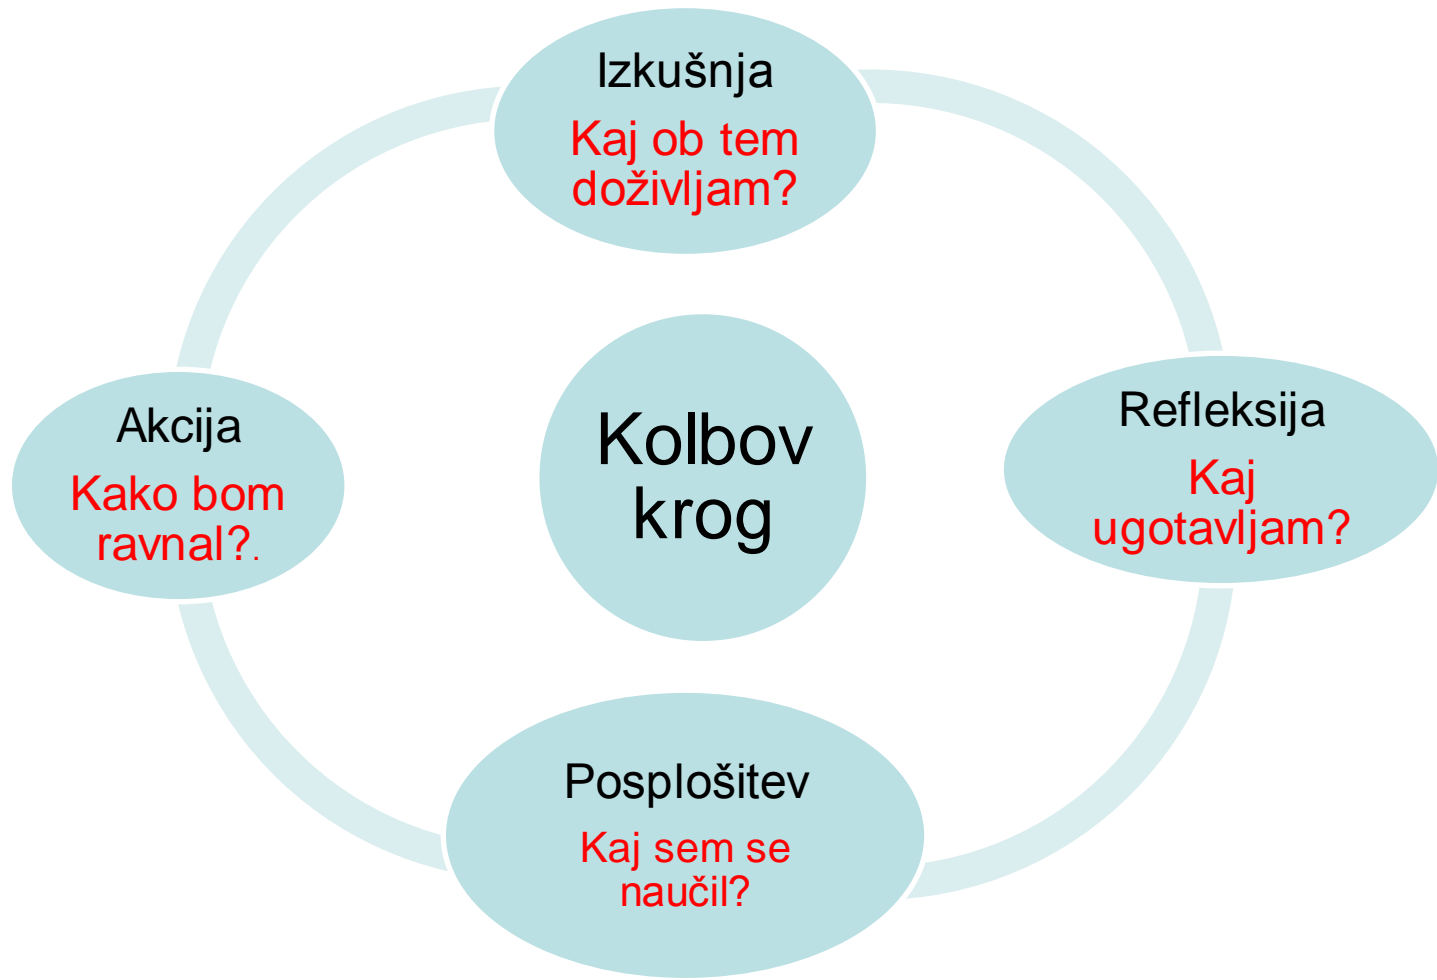 Izkušnja
Kaj ob tem
doživljam?
Refleksija
Kaj
ugotavljam?
Kolbov
krog
Akcija
Kako bom
ravnal?.
Posplošitev
Kaj sem se
naučil?